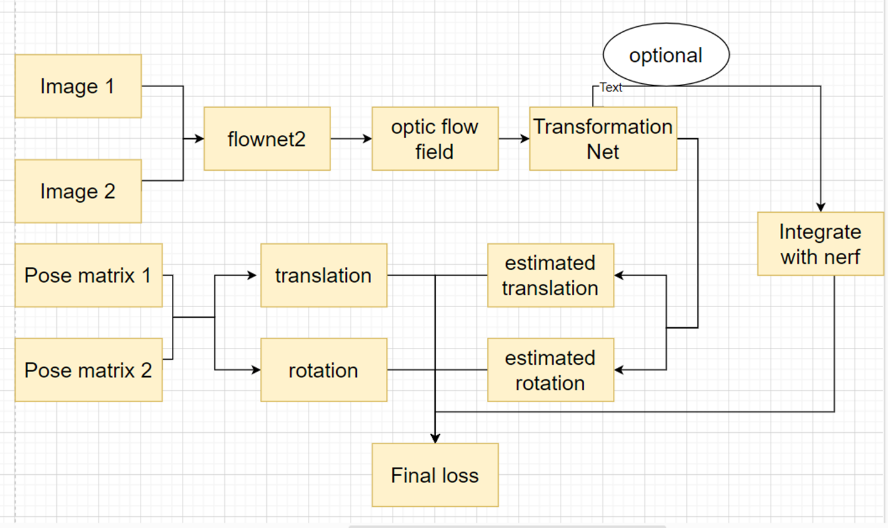 optional
Text
Image 1
flownet2
optic flow
field
Transformation
Net
Image 2
Integrate
with nerf
Pose matrix 1
translation
estimated
translation
Pose matrix 2
rotation
estimated
rotation
Final loss